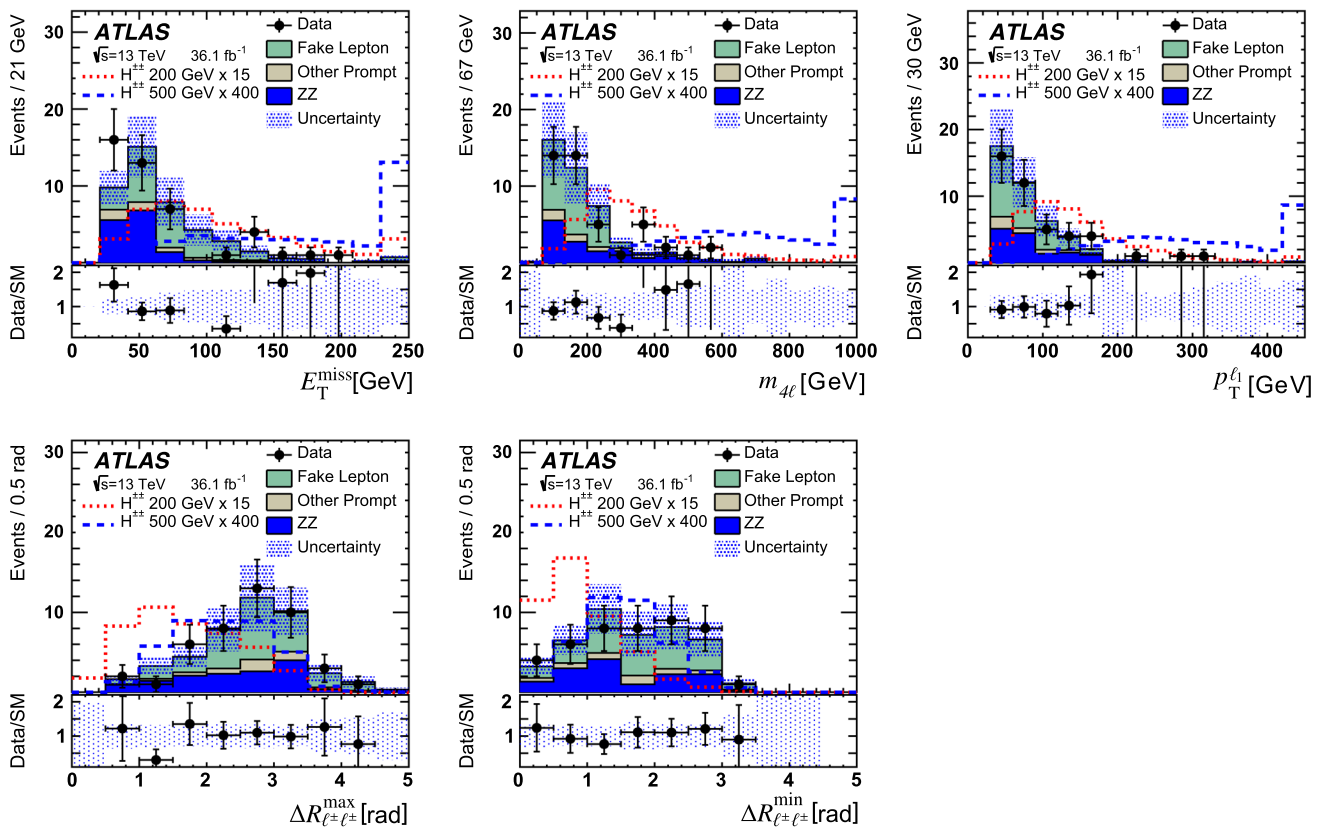 Events / 21 GeV
ATLAS
√s=13 TeV 36.1 fb⁻¹
H±± 200 GeV x 15
H±± 500 GeV x 400
Data
Fake Lepton
Other Prompt
ZZ
Uncertainty
30
20
10
Data/SM
2
1
0 50 100 150 200 250
E_T^miss [GeV]
Events / 67 GeV
ATLAS
√s=13 TeV 36.1 fb⁻¹
H±± 200 GeV x 15
H±± 500 GeV x 400
Data
Fake Lepton
Other Prompt
ZZ
Uncertainty
30
20
10
Data/SM
2
1
0 200 400 600 800 1000
m_4ℓ [GeV]
Events / 30 GeV
ATLAS
√s=13 TeV 36.1 fb⁻¹
H±± 200 GeV x 15
H±± 500 GeV x 400
Data
Fake Lepton
Other Prompt
ZZ
Uncertainty
30
20
10
Data/SM
2
1
0 100 200 300 400
p_T^ℓ₁ [GeV]
Events / 0.5 rad
ATLAS
√s=13 TeV 36.1 fb⁻¹
H±± 200 GeV x 15
H±± 500 GeV x 400
Data
Fake Lepton
Other Prompt
ZZ
Uncertainty
30
20
10
Data/SM
2
1
0 1 2 3 4 5
ΔR_ℓ±ℓ±^max [rad]
Events / 0.5 rad
ATLAS
√s=13 TeV 36.1 fb⁻¹
H±± 200 GeV x 15
H±± 500 GeV x 400
Data
Fake Lepton
Other Prompt
ZZ
Uncertainty
30
20
10
Data/SM
2
1
0 1 2 3 4 5
ΔR_ℓ±ℓ±^min [rad]